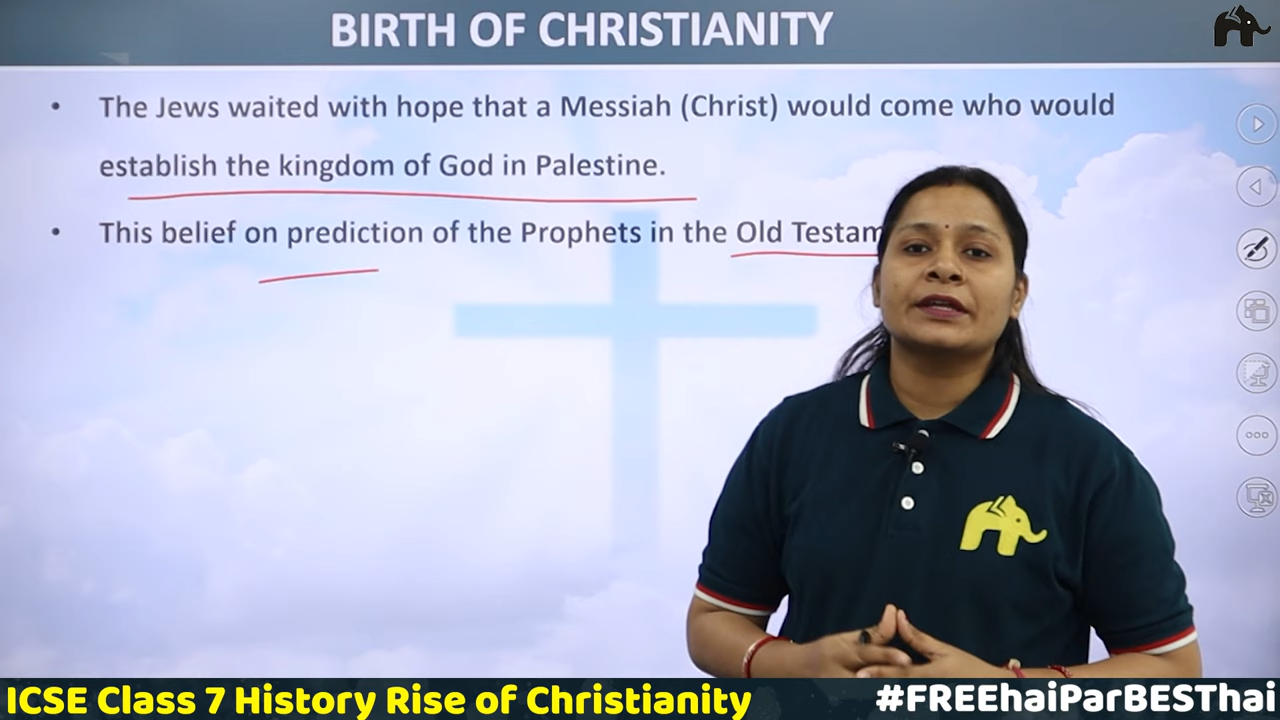 BIRTH OF CHRISTIANITY
• The Jews waited with hope that a Messiah (Christ) would come who would
establish the kingdom of God in Palestine.
• This belief on prediction of the Prophets in the Old Testam
ICSE Class 7 History Rise of Christianity
#FREEhaiParBESThai